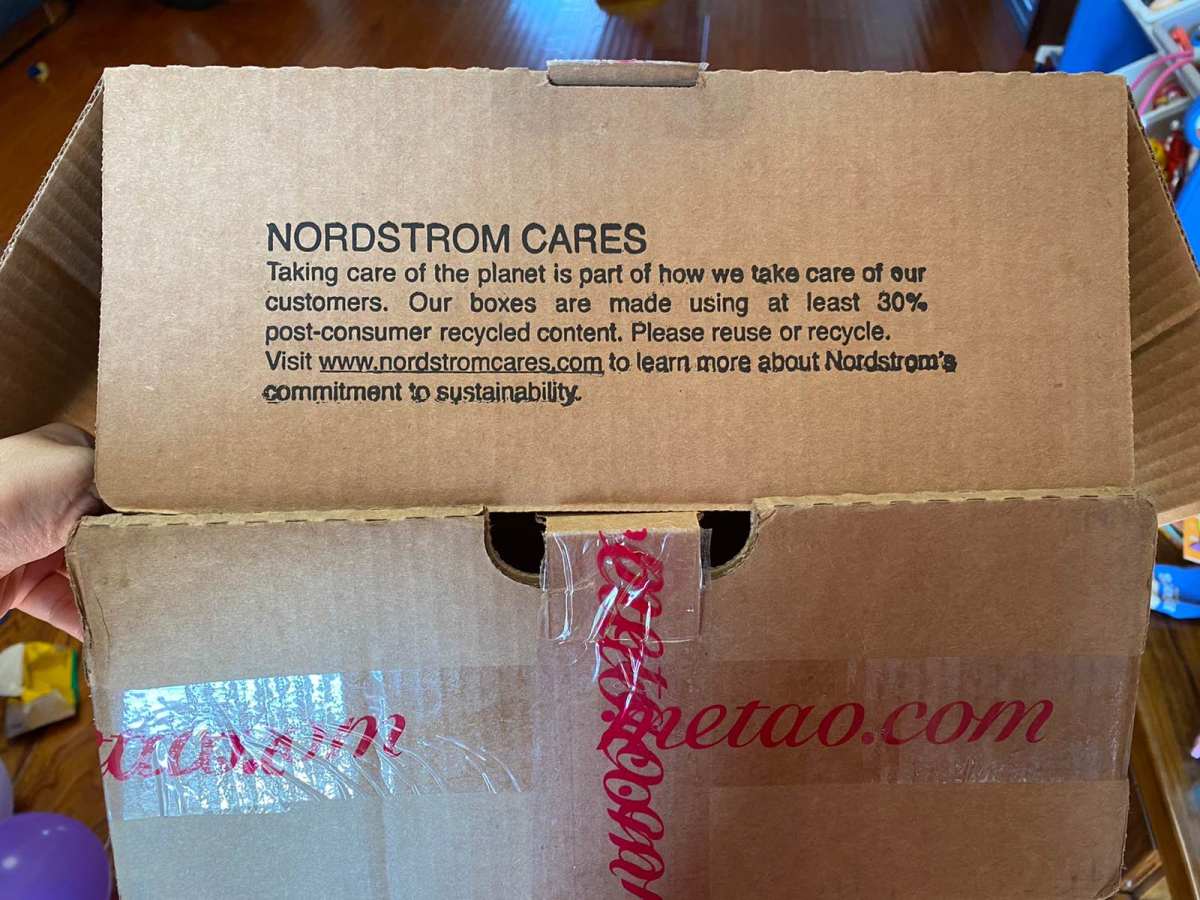 NORDSTROM CARES
Taking care of the planet is part of how we take care of our
customers. Our boxes are made using at least 30%
post-consumer recycled content. Please reuse or recycle.
Visit www.nordstromcares.com to learn more about Nordstrom's
commitment to sustainability.
netao.com